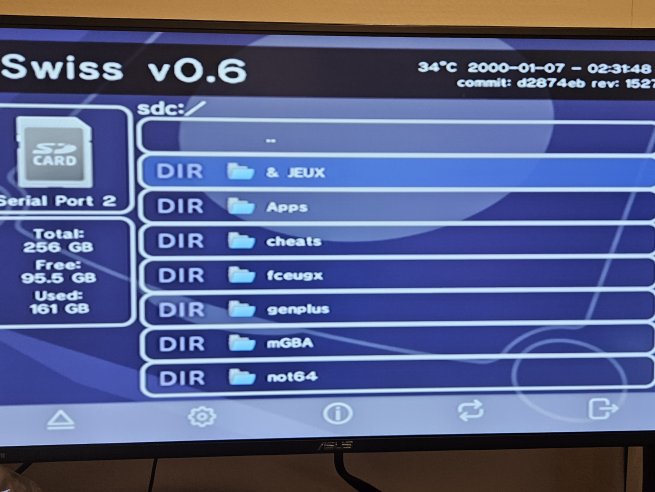 Swiss v0.6
34°C 2000-01-07 - 02:31:48
commit: d2874eb rev: 1527
sdc:/
SD
CARD
Serial Port 2
Total:
256 GB
Free:
95.5 GB
Used:
161 GB
..
DIR & JEUX
DIR Apps
DIR cheats
DIR fceugx
DIR genplus
DIR mGBA
DIR not64
ASUS